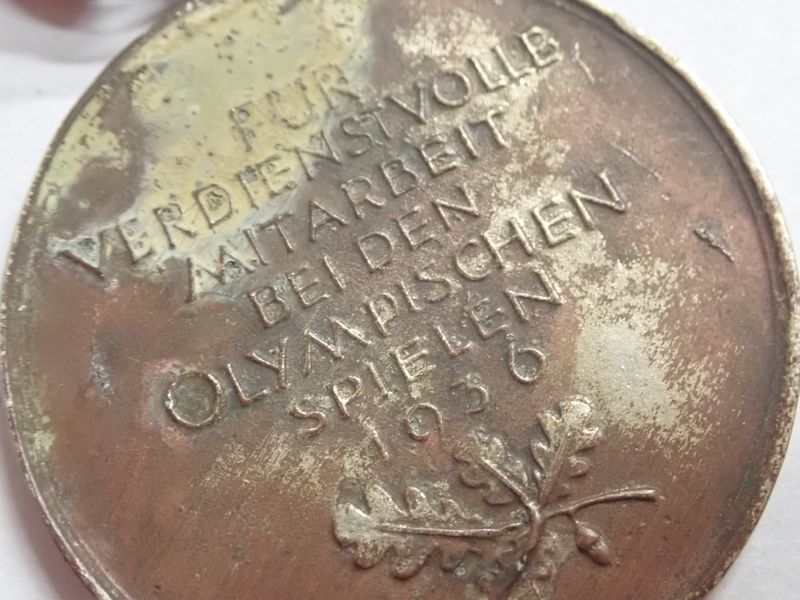 FÜR
VERDIENSTVOLLE
MITARBEIT
BEI DEN
OLYMPISCHEN
SPIELEN
1936